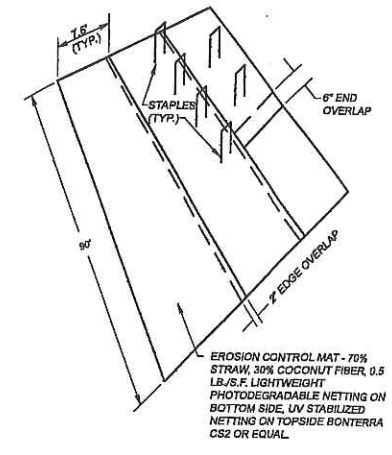 7.5'
(TYP.)
STAPLES
(TYP.)
6" END
OVERLAP
90'
2" EDGE OVERLAP
EROSION CONTROL MAT - 70%
STRAW, 30% COCONUT FIBER, 0.5
LB./S.F. LIGHTWEIGHT
PHOTODEGRADABLE NETTING ON
BOTTOM SIDE, UV STABILIZED
NETTING ON TOPSIDE BONTERRA
CS2 OR EQUAL